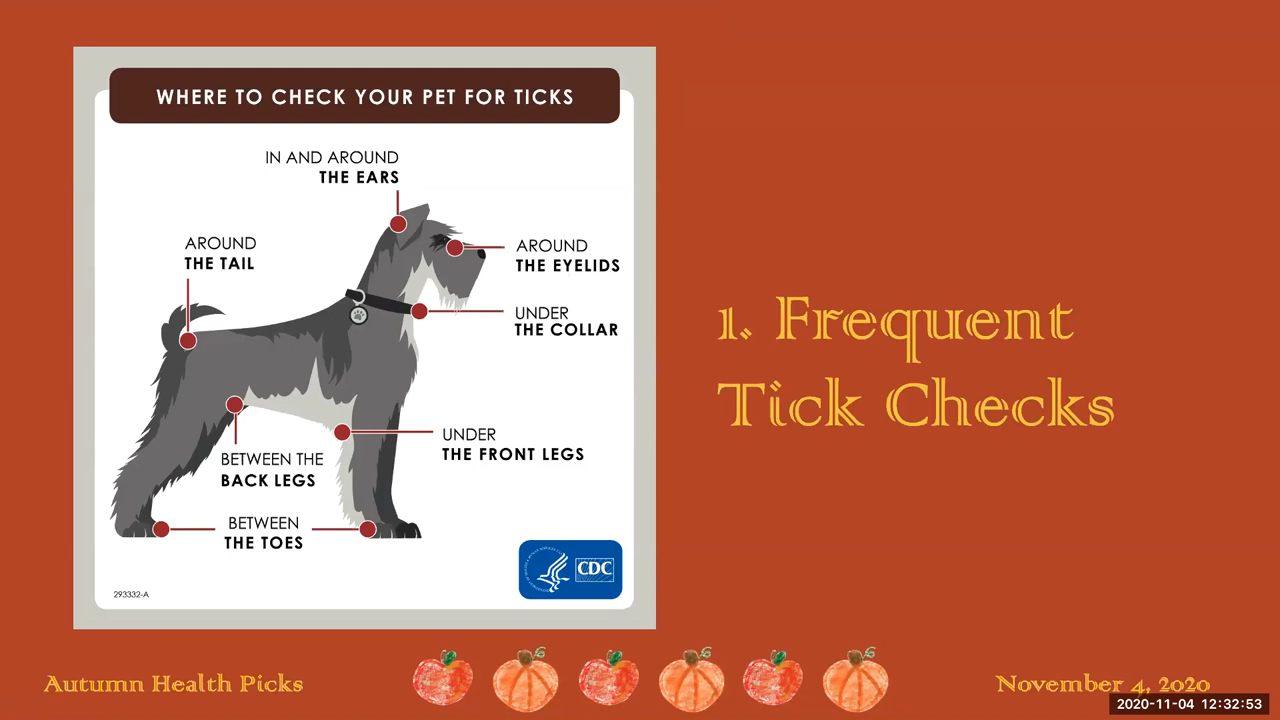 WHERE TO CHECK YOUR PET FOR TICKS
IN AND AROUND
THE EARS
AROUND
THE TAIL
AROUND
THE EYELIDS
UNDER
THE COLLAR
UNDER
THE FRONT LEGS
BETWEEN THE
BACK LEGS
BETWEEN
THE TOES
CDC
293332-A
1. Frequent
Tick Checks
Autumn Health Picks
November 4, 2020
2020-11-04 12:32:53